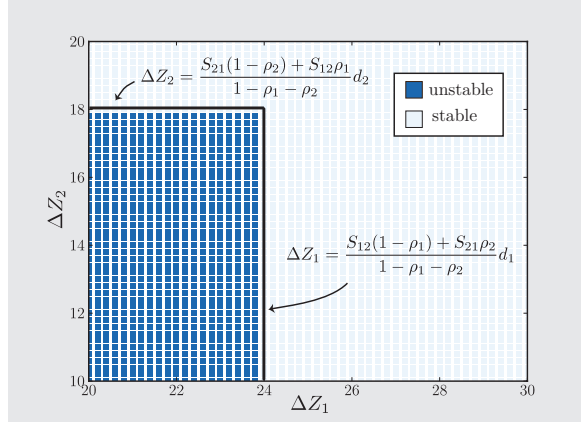 20
ΔZ₂ = S₂₁(1 − ρ₂) + S₁₂ρ₁ / 1 − ρ₁ − ρ₂ d₂
unstable
stable
18
16
ΔZ₂
14
ΔZ₁ = S₁₂(1 − ρ₁) + S₂₁ρ₂ / 1 − ρ₁ − ρ₂ d₁
12
10
20 22 24 26 28 30
ΔZ₁